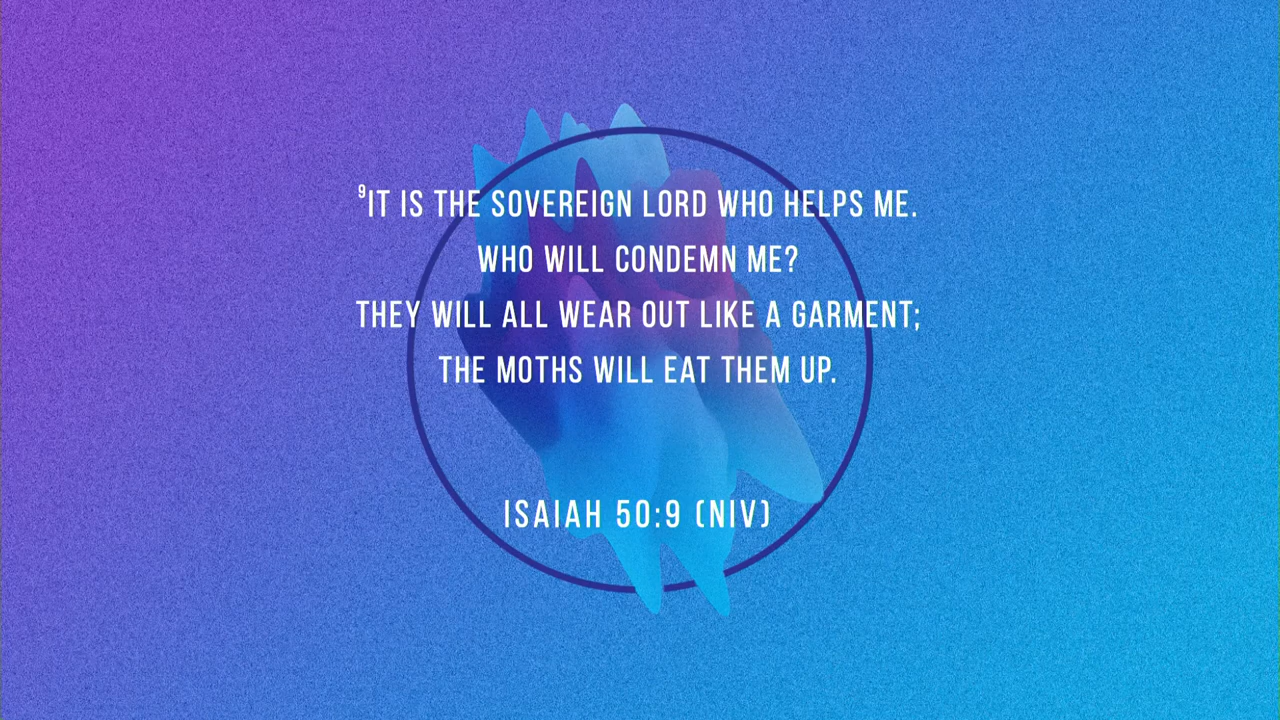 ⁹IT IS THE SOVEREIGN LORD WHO HELPS ME.
WHO WILL CONDEMN ME?
THEY WILL ALL WEAR OUT LIKE A GARMENT;
THE MOTHS WILL EAT THEM UP.
ISAIAH 50:9 (NIV)